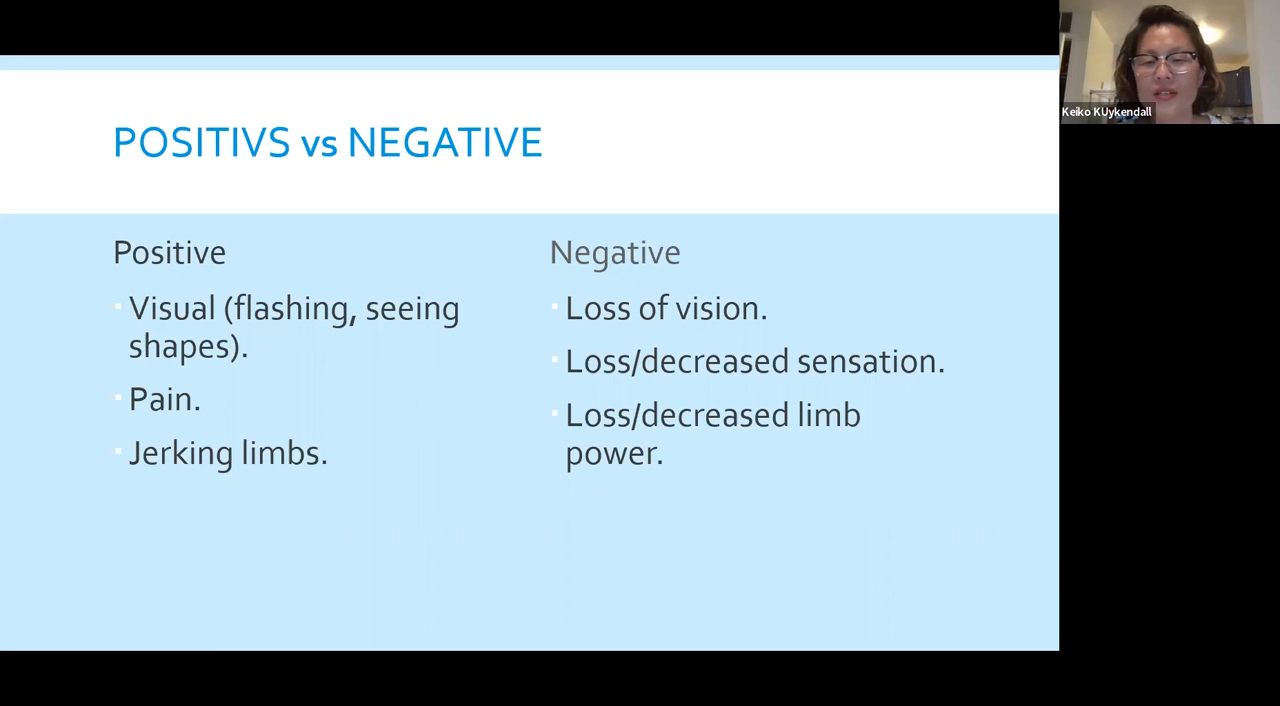 Keiko KUykendall
POSITIVS vs NEGATIVE
Positive
Visual (flashing, seeing
shapes).
Pain.
Jerking limbs.
Negative
Loss of vision.
Loss/decreased sensation.
Loss/decreased limb
power.